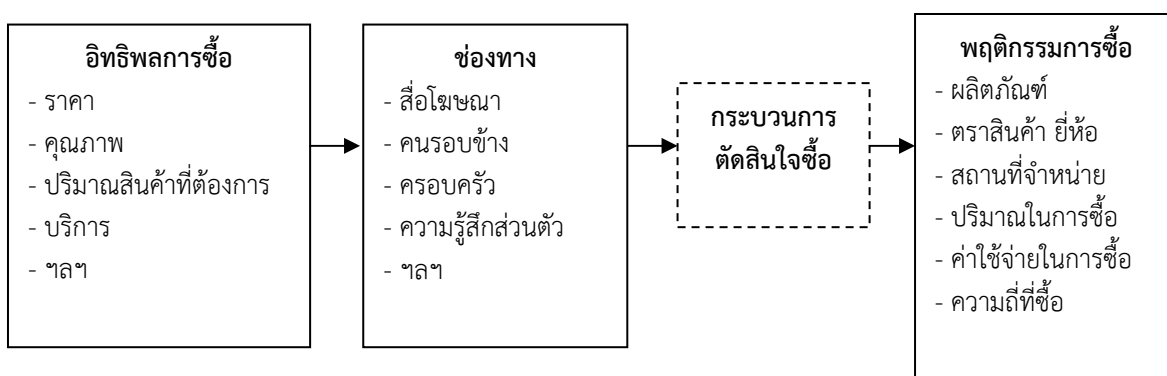 อิทธิพลการซื้อ
- ราคา
- คุณภาพ
- ปริมาณสินค้าที่ต้องการ
- บริการ
- ฯลฯ
ช่องทาง
- สื่อโฆษณา
- คนรอบข้าง
- ครอบครัว
- ความรู้สึกส่วนตัว
- ฯลฯ
กระบวนการ
ตัดสินใจซื้อ
พฤติกรรมการซื้อ
- ผลิตภัณฑ์
- ตราสินค้า ยี่ห้อ
- สถานที่จำหน่าย
- ปริมาณในการซื้อ
- ค่าใช้จ่ายในการซื้อ
- ความถี่ที่ซื้อ